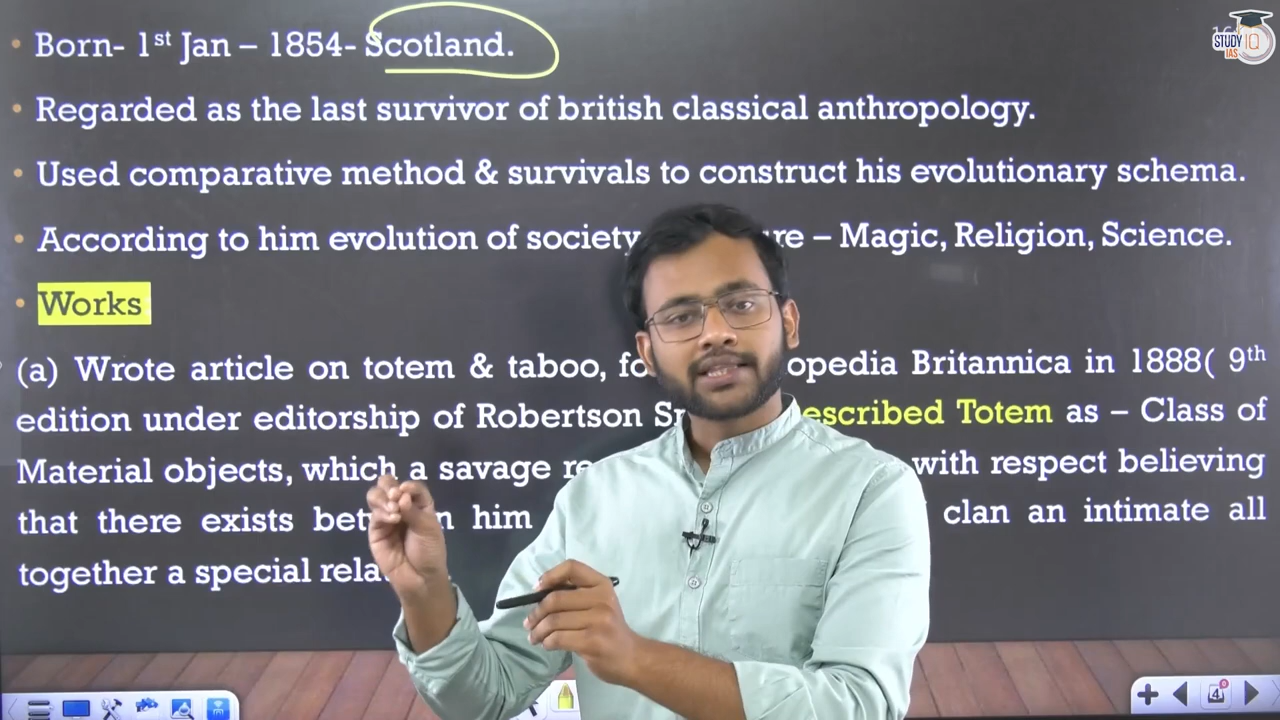 Born- 1st Jan – 1854- Scotland.
STUDY IQ
IAS
Regarded as the last survivor of british classical anthropology.
Used comparative method & survivals to construct his evolutionary schema.
According to him evolution of society re – Magic, Religion, Science.
Works
(a) Wrote article on totem & taboo, fo opedia Britannica in 1888( 9th
edition under editorship of Robertson S escribed Totem as – Class of
Material objects, which a savage re with respect believing
that there exists bet n him clan an intimate all
together a special rela
4